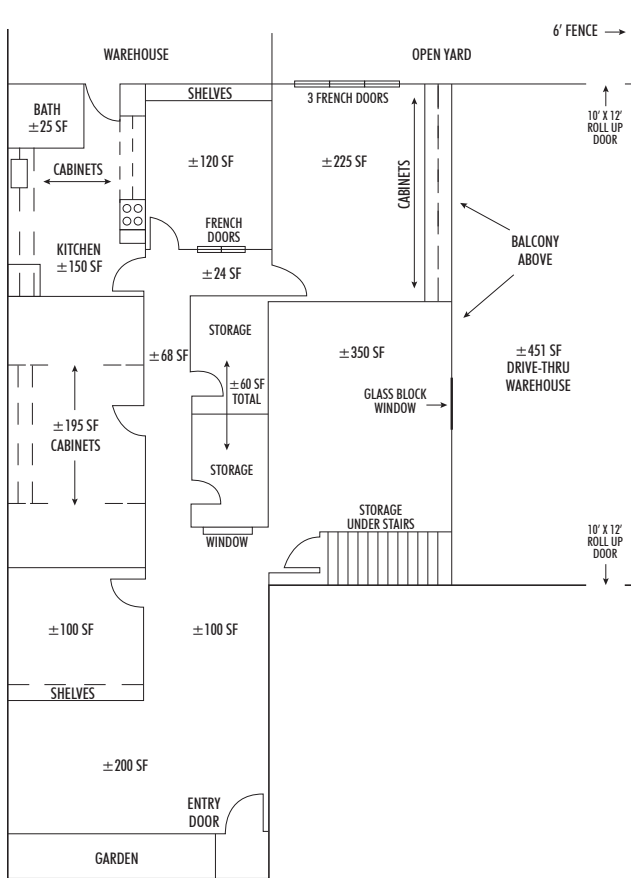 6' FENCE
WAREHOUSE
OPEN YARD
SHELVES
3 FRENCH DOORS
BATH
±25 SF
10' X 12'
ROLL UP
DOOR
CABINETS
±120 SF
±225 SF
CABINETS
FRENCH
DOORS
KITCHEN
±150 SF
±24 SF
BALCONY
ABOVE
STORAGE
±68 SF
±350 SF
±451 SF
DRIVE-THRU
WAREHOUSE
±60 SF
TOTAL
GLASS BLOCK
WINDOW
±195 SF
CABINETS
STORAGE
STORAGE
UNDER STAIRS
WINDOW
10' X 12'
ROLL UP
DOOR
±100 SF
±100 SF
SHELVES
±200 SF
ENTRY
DOOR
GARDEN